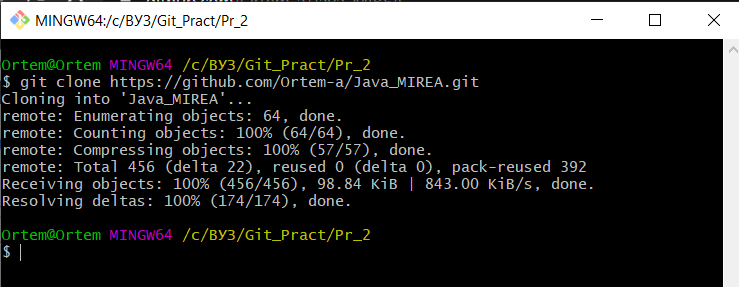 MINGW64:/c/ВУЗ/Git_Pract/Pr_2
Ortem@Ortem MINGW64 /c/ВУЗ/Git_Pract/Pr_2
$ git clone https://github.com/Ortem-a/Java_MIREA.git
Cloning into 'Java_MIREA'...
remote: Enumerating objects: 64, done.
remote: Counting objects: 100% (64/64), done.
remote: Compressing objects: 100% (57/57), done.
remote: Total 456 (delta 22), reused 0 (delta 0), pack-reused 392
Receiving objects: 100% (456/456), 98.84 KiB | 843.00 KiB/s, done.
Resolving deltas: 100% (174/174), done.
Ortem@Ortem MINGW64 /c/ВУЗ/Git_Pract/Pr_2
$